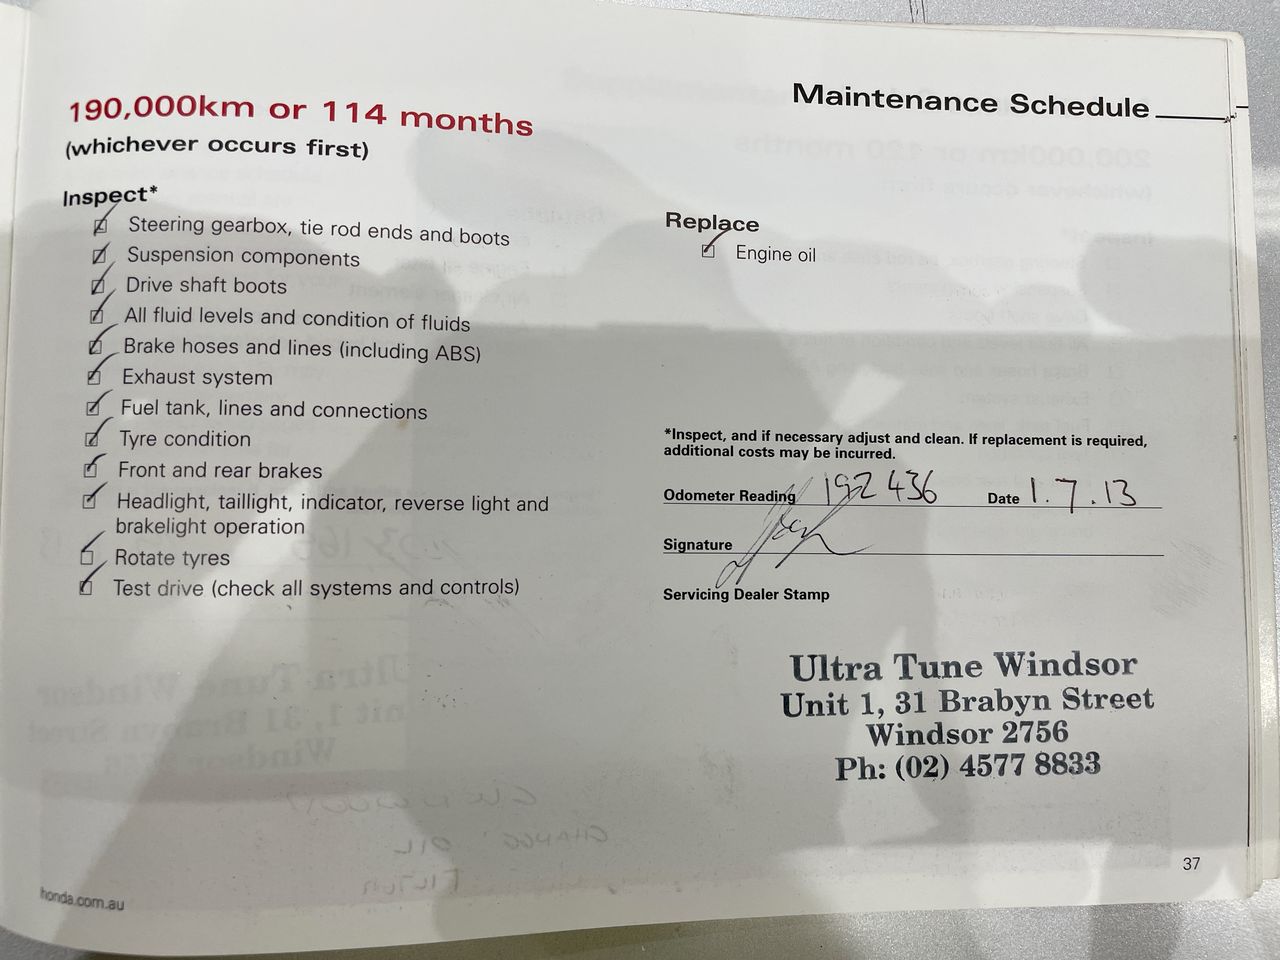 190,000km or 114 months
(whichever occurs first)
Maintenance Schedule
Inspect*
Steering gearbox, tie rod ends and boots
Suspension components
Drive shaft boots
All fluid levels and condition of fluids
Brake hoses and lines (including ABS)
Exhaust system
Fuel tank, lines and connections
Tyre condition
Front and rear brakes
Headlight, taillight, indicator, reverse light and
brakelight operation
Rotate tyres
Test drive (check all systems and controls)
Replace
Engine oil
*Inspect, and if necessary adjust and clean. If replacement is required,
additional costs may be incurred.
Odometer Reading 192 436 Date 1.7.13
Signature
Servicing Dealer Stamp
Ultra Tune Windsor
Unit 1, 31 Brabyn Street
Windsor 2756
Ph: (02) 4577 8833
37
honda.com.au